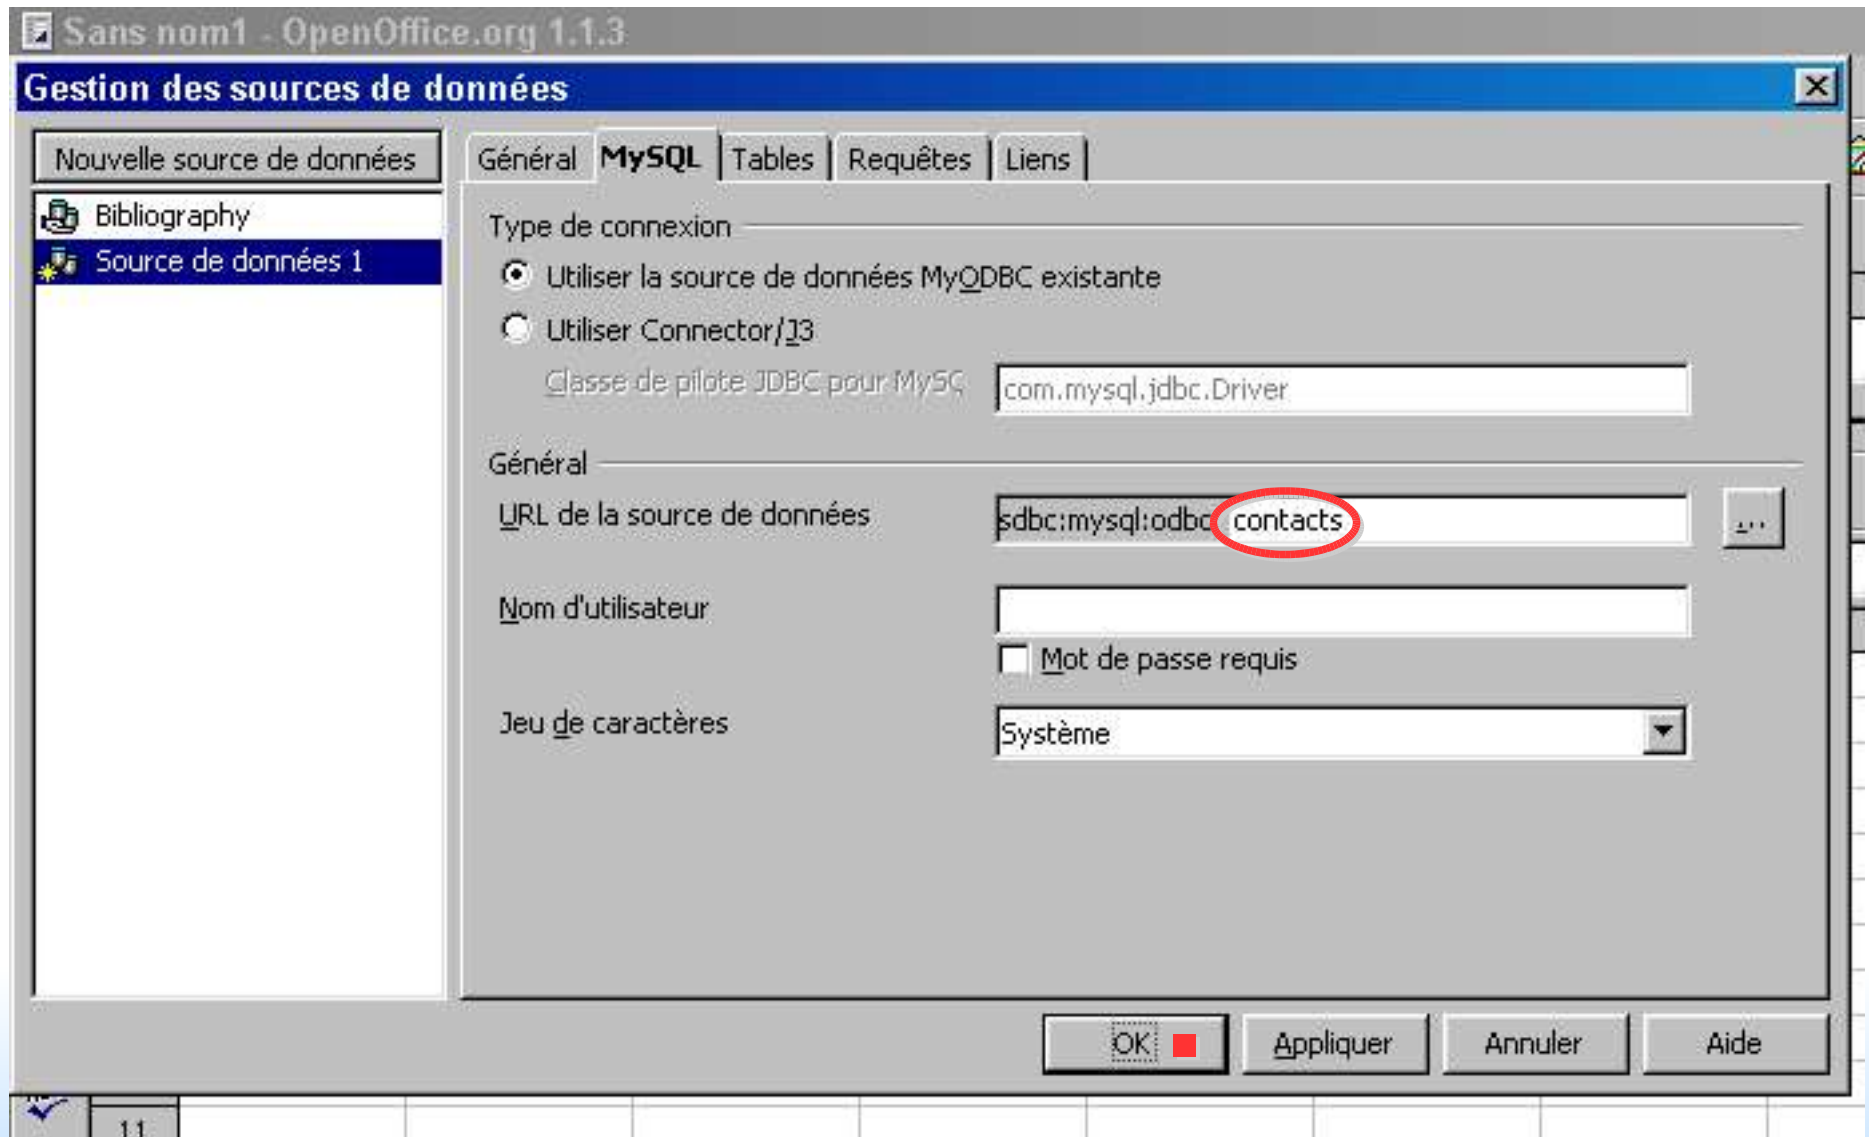 Sans nom1 - OpenOffice.org 1.1.3
Gestion des sources de données
Nouvelle source de données
Bibliography
Source de données 1
Général MySQL Tables Requêtes Liens
Type de connexion
Utiliser la source de données MyODBC existante
Utiliser Connector/J3
Classe de pilote JDBC pour MySQ
com.mysql.jdbc.Driver
Général
URL de la source de données
sdbc:mysql:odbc contacts
...
Nom d'utilisateur
Mot de passe requis
Jeu de caractères
Système
OK Appliquer Annuler Aide
11